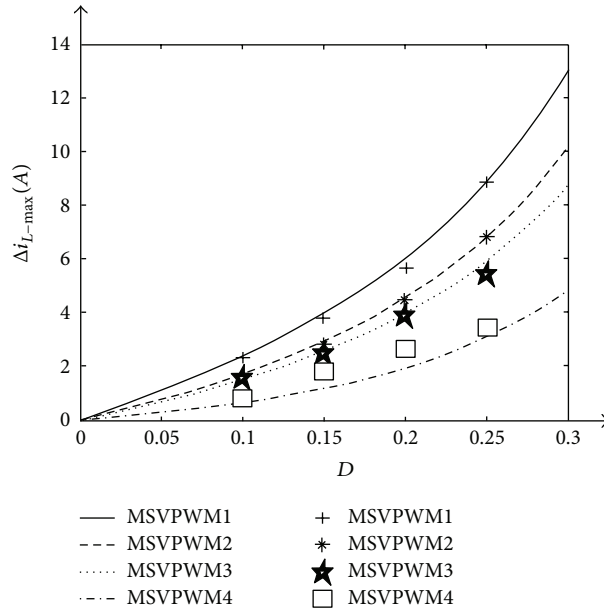 14
12
10
8
6
4
2
0
Δi_{L-max}(A)
0
0.05
0.1
0.15
0.2
0.25
0.3
D
MSVPWM1
MSVPWM2
MSVPWM3
MSVPWM4
MSVPWM1
MSVPWM2
MSVPWM3
MSVPWM4